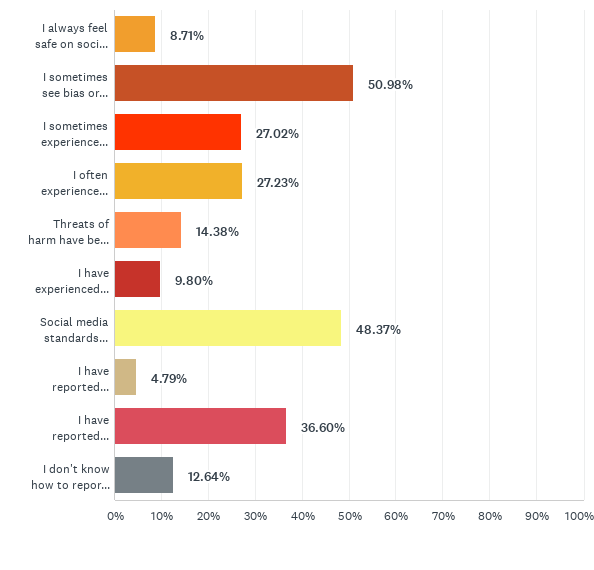 I always feel
safe on soci...
8.71%
I sometimes
see bias or...
50.98%
I sometimes
experience...
27.02%
I often
experience...
27.23%
Threats of
harm have be...
14.38%
I have
experienced...
9.80%
Social media
standards...
48.37%
I have
reported...
4.79%
I have
reported...
36.60%
I don't know
how to repor...
12.64%
0% 10% 20% 30% 40% 50% 60% 70% 80% 90% 100%